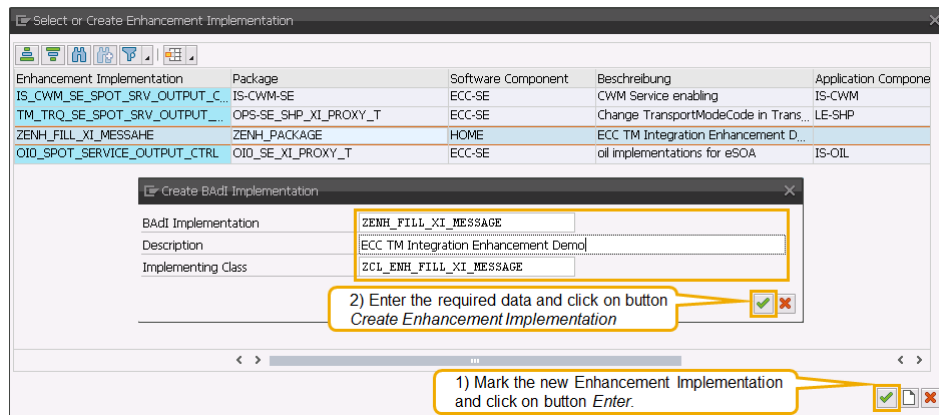 Select or Create Enhancement Implementation
Enhancement Implementation Package Software Component Beschreibung Application Compone
IS_CWM_SE_SPOT_SRV_OUTPUT_C... IS-CWM-SE ECC-SE CWM Service enabling IS-CWM
TM_TRQ_SE_SPOT_SRV_OUTPUT_... OPS-SE_SHP_XI_PROXY_T ECC-SE Change TransportModeCode in Trans... LE-SHP
ZENH_FILL_XI_MESSAHE ZENH_PACKAGE HOME ECC TM Integration Enhancement D...
OI0_SPOT_SERVICE_OUTPUT_CTRL OI0_SE_XI_PROXY_T ECC-SE oil implementations for eSOA IS-OIL
Create BAdI Implementation
BAdI Implementation ZENH_FILL_XI_MESSAGE
Description ECC TM Integration Enhancement Demo
Implementing Class ZCL_ENH_FILL_XI_MESSAGE
2) Enter the required data and click on button
Create Enhancement Implementation
1) Mark the new Enhancement Implementation
and click on button Enter.